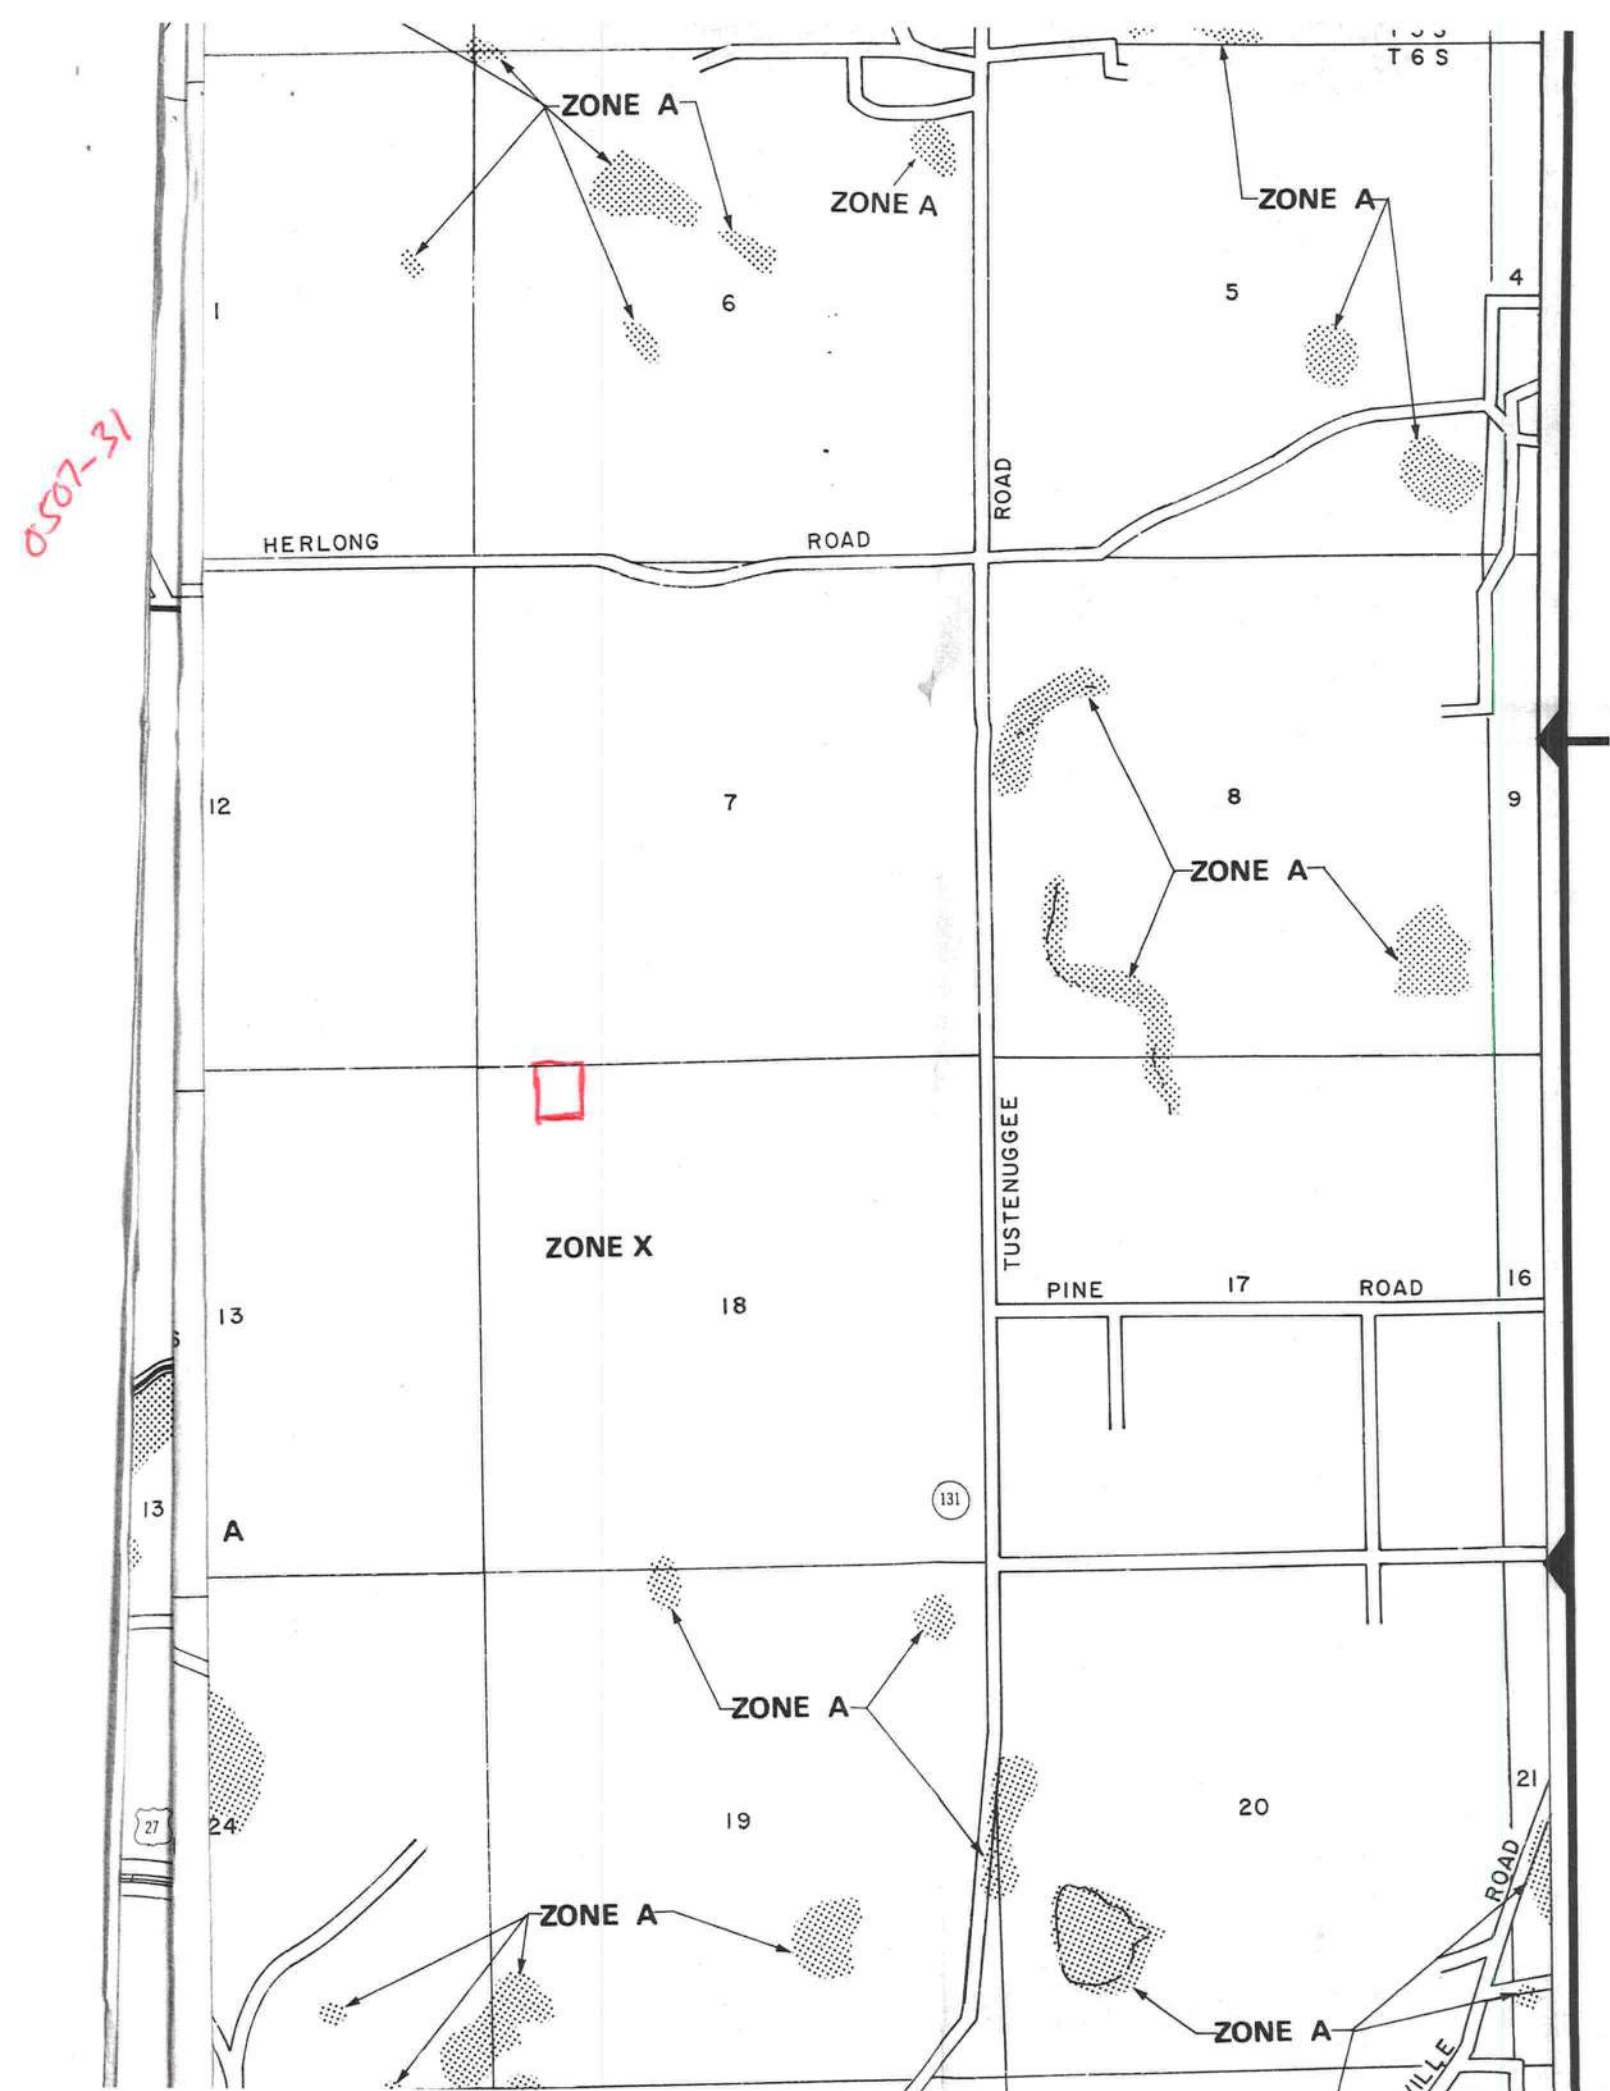 T 6 S
ZONE A
ZONE A
ZONE A
4
5
6
1
0507-31
ROAD
HERLONG ROAD
12
7
8
9
ZONE A
TUSTENUGGEE
ZONE X
PINE 17 ROAD 16
13
18
131
13
A
ZONE A
21
20
19
24
27
ROAD
ZONE A
ZONE A
VILLE